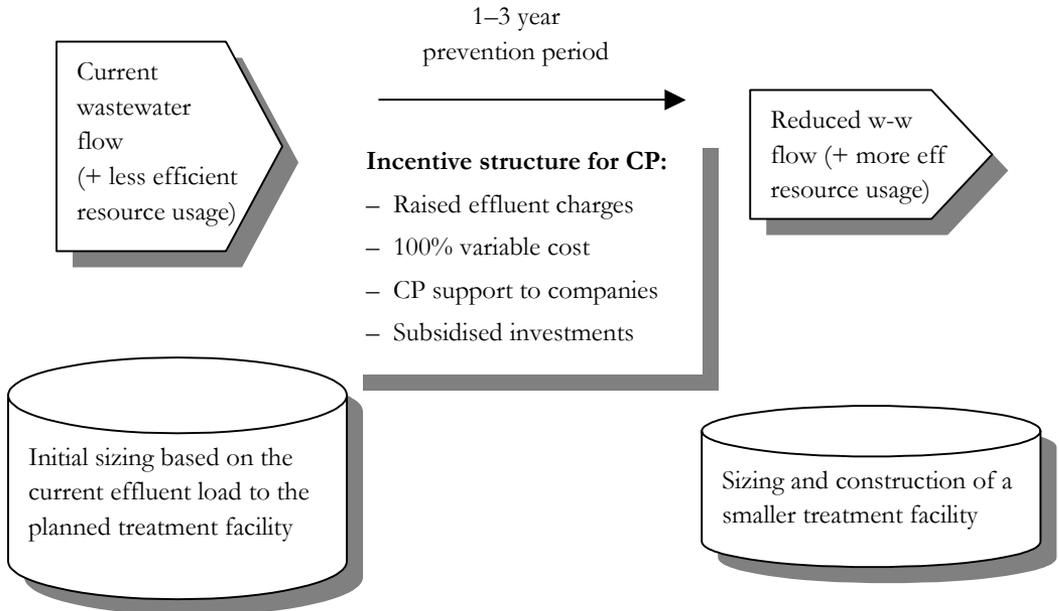 1–3 year
prevention period
Current
wastewater
flow
(+ less efficient
resource usage)
Incentive structure for CP:
– Raised effluent charges
– 100% variable cost
– CP support to companies
– Subsidised investments
Reduced w-w
flow (+ more eff
resource usage)
Initial sizing based on the
current effluent load to the
planned treatment facility
Sizing and construction of a
smaller treatment facility